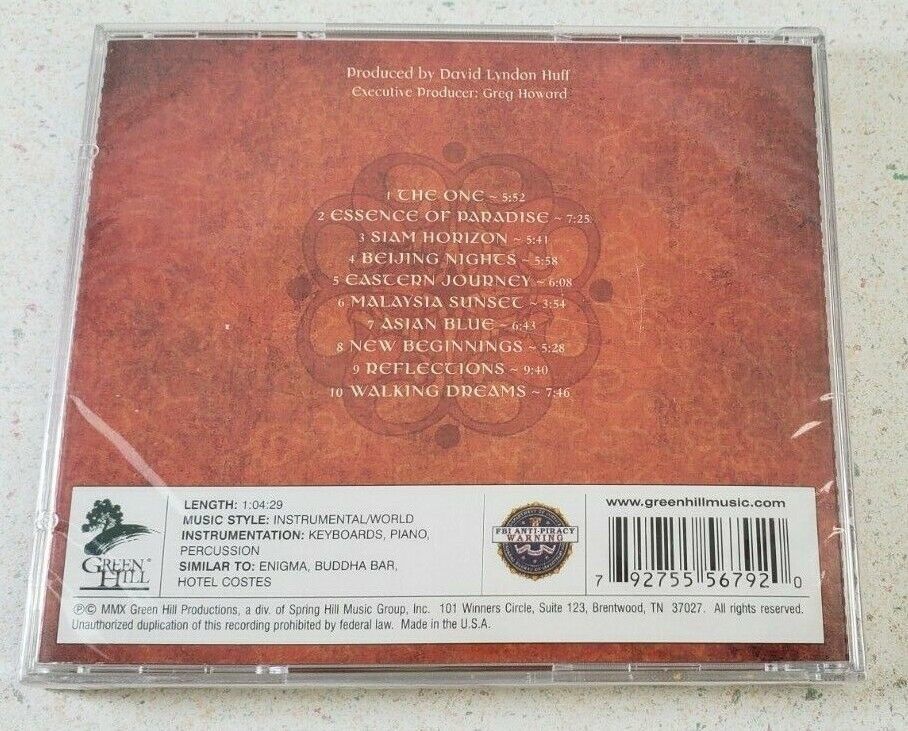 Produced by David Lyndon Huff
Executive Producer: Greg Howard
1 THE ONE ~ 5:52
2 ESSENCE OF PARADISE ~ 7:25
3 SIAM HORIZON ~ 5:41
4 BEIJING NIGHTS ~ 5:58
5 EASTERN JOURNEY ~ 6:08
6 MALAYSIA SUNSET ~ 3:54
7 ASIAN BLUE ~ 6:43
8 NEW BEGINNINGS ~ 5:28
9 REFLECTIONS ~ 9:40
10 WALKING DREAMS ~ 7:46
GREEN HILL®
LENGTH: 1:04:29
MUSIC STYLE: INSTRUMENTAL/WORLD
INSTRUMENTATION: KEYBOARDS, PIANO,
PERCUSSION
SIMILAR TO: ENIGMA, BUDDHA BAR,
HOTEL COSTES
FBI ANTI-PIRACY
WARNING
www.greenhillmusic.com
7 92755 56792 0
℗© MMX Green Hill Productions, a div. of Spring Hill Music Group, Inc. 101 Winners Circle, Suite 123, Brentwood, TN 37027. All rights reserved.
Unauthorized duplication of this recording prohibited by federal law. Made in the U.S.A.